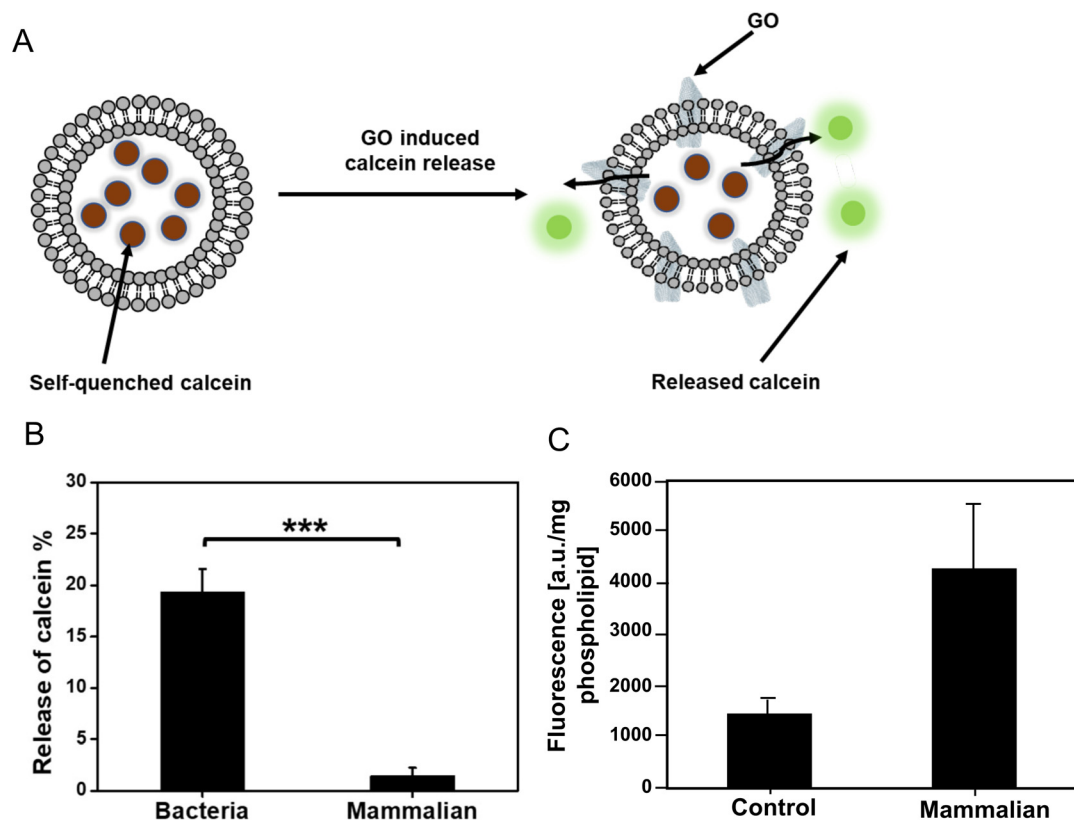 A
GO
GO induced
calcein release
Self-quenched calcein
Released calcein
B
Release of calcein %
30
25
20
15
10
5
0
***
Bacteria
Mammalian
C
Fluorescence [a.u./mg
phospholipid]
6000
5000
4000
3000
2000
1000
0
Control
Mammalian